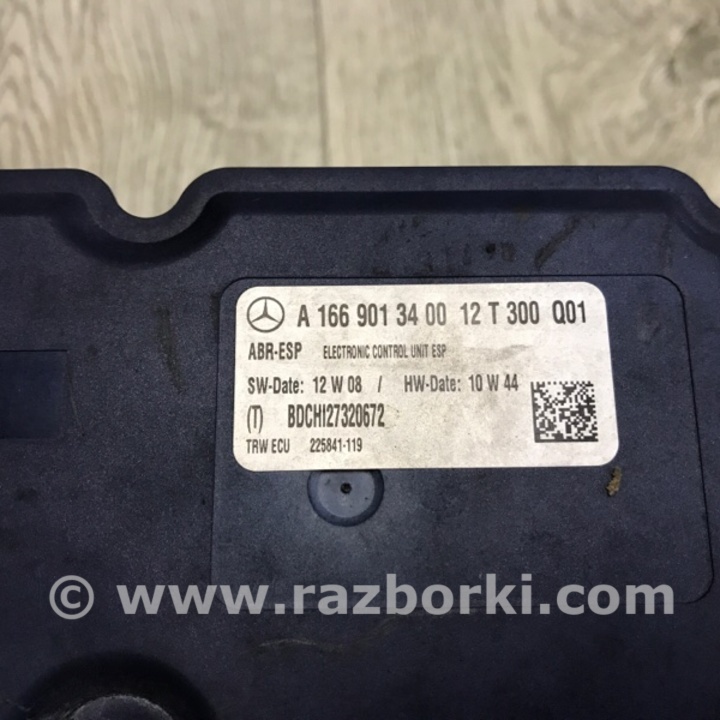 A 166 901 34 00 12 T 300 Q01
ABR-ESP ELECTRONIC CONTROL UNIT ESP
SW-Date: 12 W 08 / HW-Date: 10 W 44
(T) BDCH127320672
TRW ECU 225841-119
© www.razborki.com